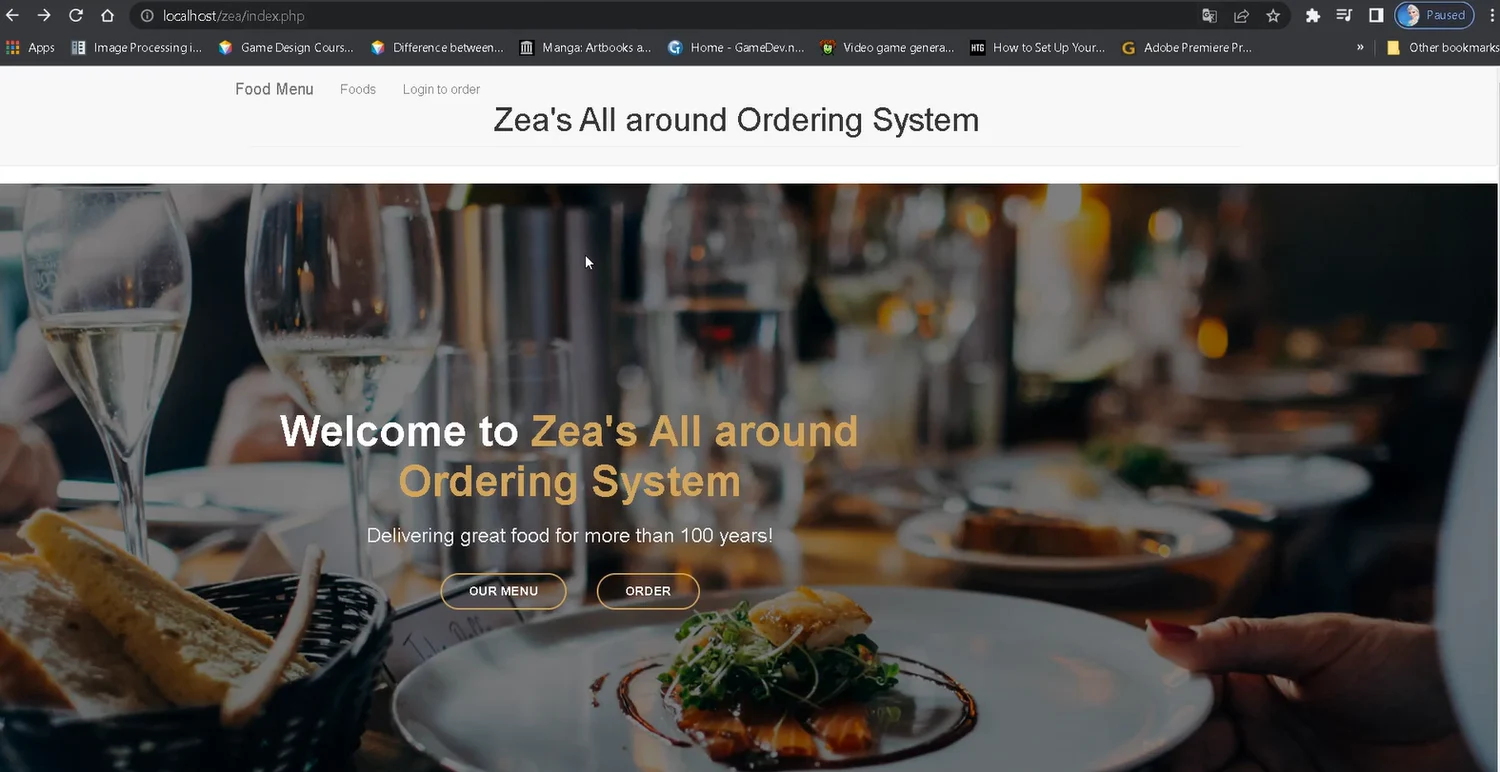 localhost/zea/index.php
Paused
Apps
Image Processing i...
Game Design Cours...
Difference between...
Manga: Artbooks a...
Home - GameDev.n...
Video game genera...
HTG
How to Set Up Your...
Adobe Premiere Pr...
»
Other bookmarks
Food Menu Foods Login to order
Zea's All around Ordering System
Welcome to Zea's All around
Ordering System
Delivering great food for more than 100 years!
OUR MENU ORDER